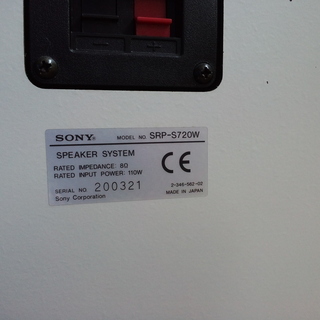 SONY® MODEL NO. SRP-S720W
SPEAKER SYSTEM
RATED IMPEDANCE: 8Ω
RATED INPUT POWER: 110W
CE
SERIAL NO. 200321
2-346-562-02
Sony Corporation
MADE IN JAPAN